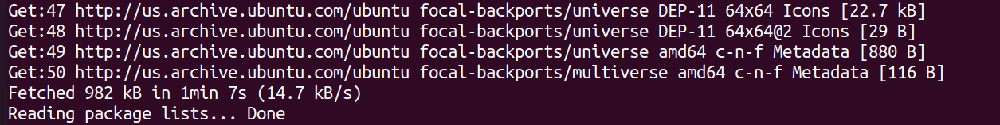 Get:47 http://us.archive.ubuntu.com/ubuntu focal-backports/universe DEP-11 64x64 Icons [22.7 kB]
Get:48 http://us.archive.ubuntu.com/ubuntu focal-backports/universe DEP-11 64x64@2 Icons [29 B]
Get:49 http://us.archive.ubuntu.com/ubuntu focal-backports/universe amd64 c-n-f Metadata [880 B]
Get:50 http://us.archive.ubuntu.com/ubuntu focal-backports/multiverse amd64 c-n-f Metadata [116 B]
Fetched 982 kB in 1min 7s (14.7 kB/s)
Reading package lists... Done